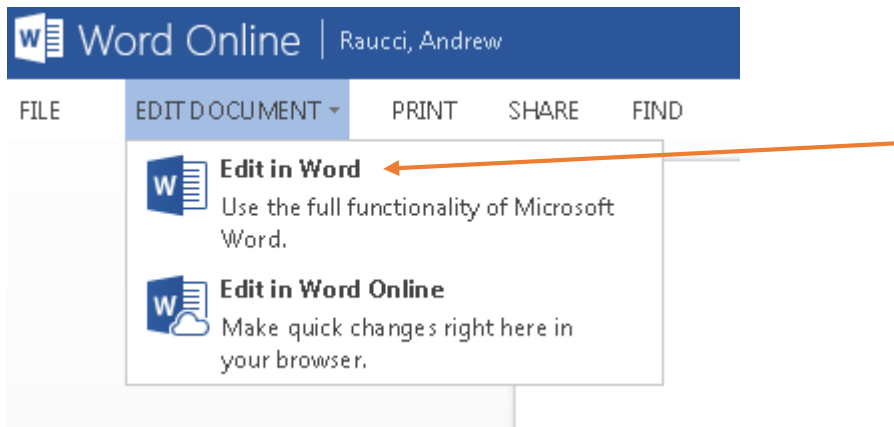 Word Online | Raucci, Andrew
FILE EDIT DOCUMENT PRINT SHARE FIND
Edit in Word
Use the full functionality of Microsoft
Word.
Edit in Word Online
Make quick changes right here in
your browser.